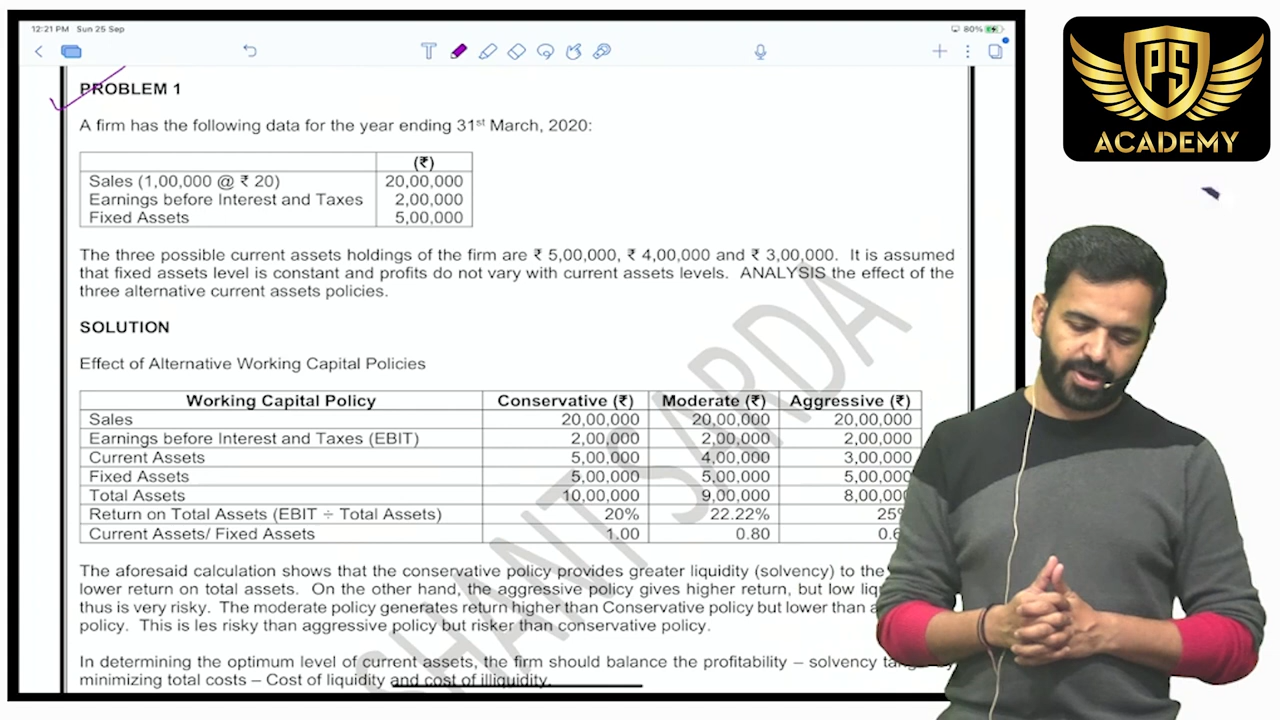 12:21 PM Sun 25 Sep
80%
PS
ACADEMY
PROBLEM 1
A firm has the following data for the year ending 31st March, 2020:
(₹)
Sales (1,00,000 @ ₹ 20) 20,00,000
Earnings before Interest and Taxes 2,00,000
Fixed Assets 5,00,000
The three possible current assets holdings of the firm are ₹ 5,00,000, ₹ 4,00,000 and ₹ 3,00,000. It is assumed
that fixed assets level is constant and profits do not vary with current assets levels. ANALYSIS the effect of the
three alternative current assets policies.
SOLUTION
Effect of Alternative Working Capital Policies
Working Capital Policy Conservative (₹) Moderate (₹) Aggressive (₹)
Sales 20,00,000 20,00,000 20,00,000
Earnings before Interest and Taxes (EBIT) 2,00,000 2,00,000 2,00,000
Current Assets 5,00,000 4,00,000 3,00,000
Fixed Assets 5,00,000 5,00,000 5,00,000
Total Assets 10,00,000 9,00,000 8,00,000
Return on Total Assets (EBIT ÷ Total Assets) 20% 22.22% 25%
Current Assets/ Fixed Assets 1.00 0.80
The aforesaid calculation shows that the conservative policy provides greater liquidity (solvency) to the
lower return on total assets. On the other hand, the aggressive policy gives higher return, but low
thus is very risky. The moderate policy generates return higher than Conservative policy but lower than
policy. This is les risky than aggressive policy but risker than conservative policy.
In determining the optimum level of current assets, the firm should balance the profitability – solvency
minimizing total costs – Cost of liquidity and cost of illiquidity.
SHANT SARDA